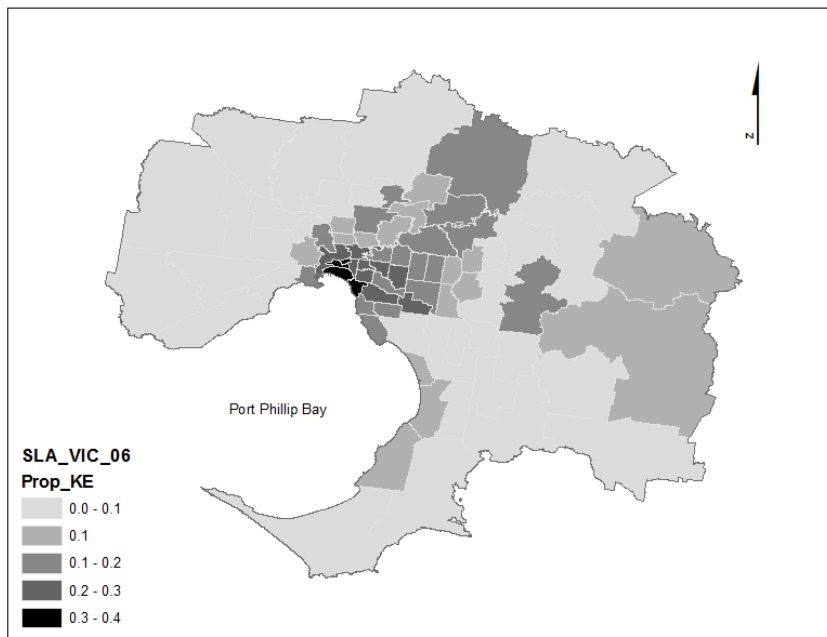 N
Port Phillip Bay
SLA_VIC_06
Prop_KE
0.0 - 0.1
0.1
0.1 - 0.2
0.2 - 0.3
0.3 - 0.4